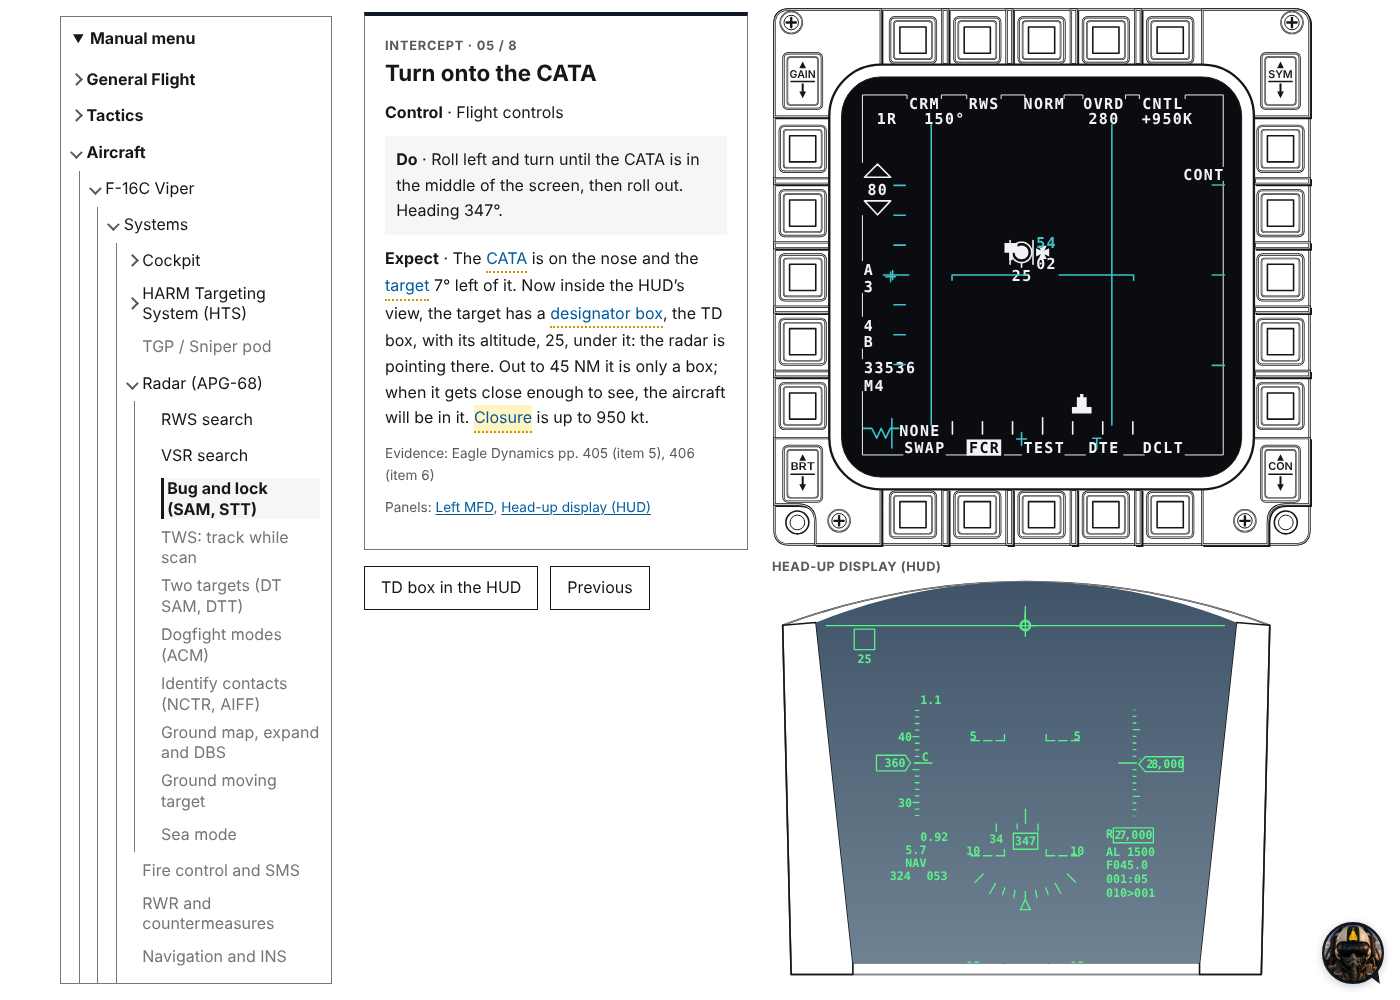 Manual menu
General Flight
Tactics
Aircraft
F-16C Viper
Systems
Cockpit
HARM Targeting
System (HTS)
TGP / Sniper pod
Radar (APG-68)
RWS search
VSR search
Bug and lock
(SAM, STT)
TWS: track while
scan
Two targets (DT
SAM, DTT)
Dogfight modes
(ACM)
Identify contacts
(NCTR, AIFF)
Ground map, expand
and DBS
Ground moving
target
Sea mode
Fire control and SMS
RWR and
countermeasures
Navigation and INS
INTERCEPT · 05 / 8
Turn onto the CATA
Control · Flight controls
Do · Roll left and turn until the CATA is in
the middle of the screen, then roll out.
Heading 347°.
Expect · The CATA is on the nose and the
target 7° left of it. Now inside the HUD's
view, the target has a designator box, the TD
box, with its altitude, 25, under it: the radar is
pointing there. Out to 45 NM it is only a box;
when it gets close enough to see, the aircraft
will be in it. Closure is up to 950 kt.
Evidence: Eagle Dynamics pp. 405 (item 5), 406
(item 6)
Panels: Left MFD, Head-up display (HUD)
TD box in the HUD
Previous
GAIN
SYM
CRM RWS NORM OVRD CNTL
1R 150° 280 +950K
CONT
80
54
02
25
A
3
4
B
33536
M4
NONE
SWAP FCR TEST DTE DCLT
BRT
CON
HEAD-UP DISPLAY (HUD)
25
1.1
40
5 5
C
360
28,000
30
0.92
34
347
R27,000
5.7
10 10
AL 1500
NAV
F045.0
324 053
001:05
010>001